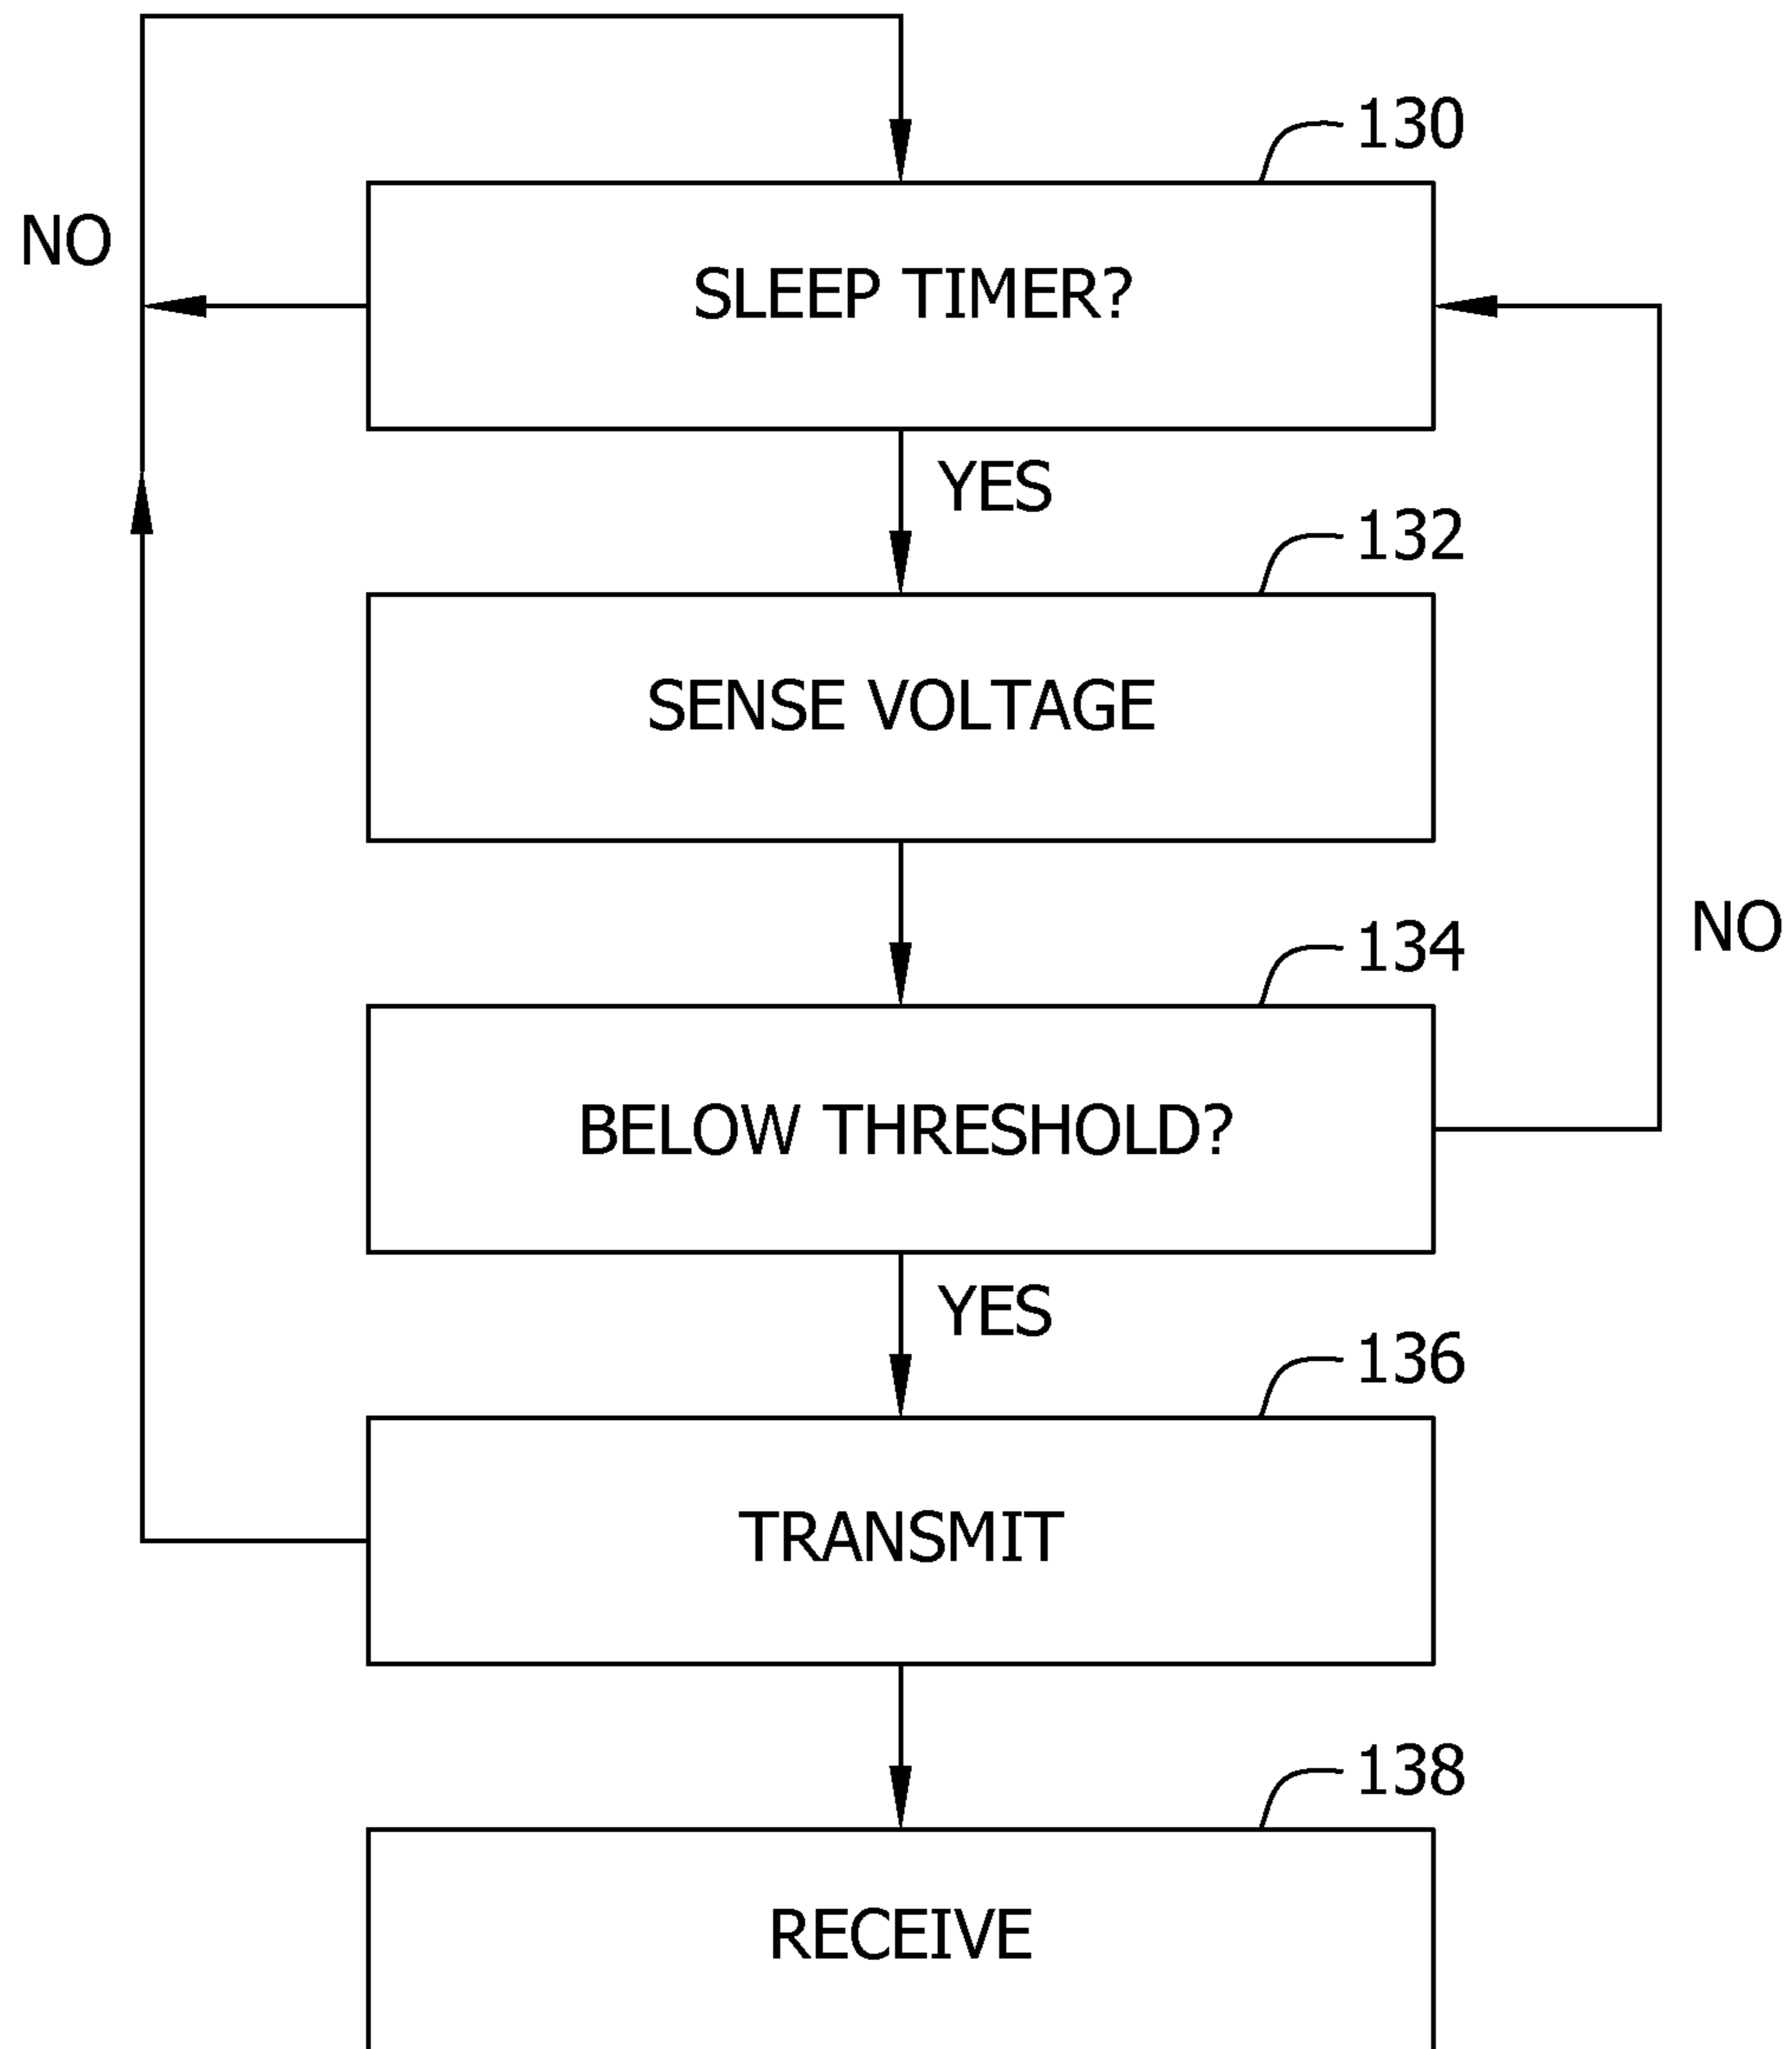 130
NO
SLEEP TIMER?
YES
132
SENSE VOLTAGE
NO
134
BELOW THRESHOLD?
YES
136
TRANSMIT
138
RECEIVE